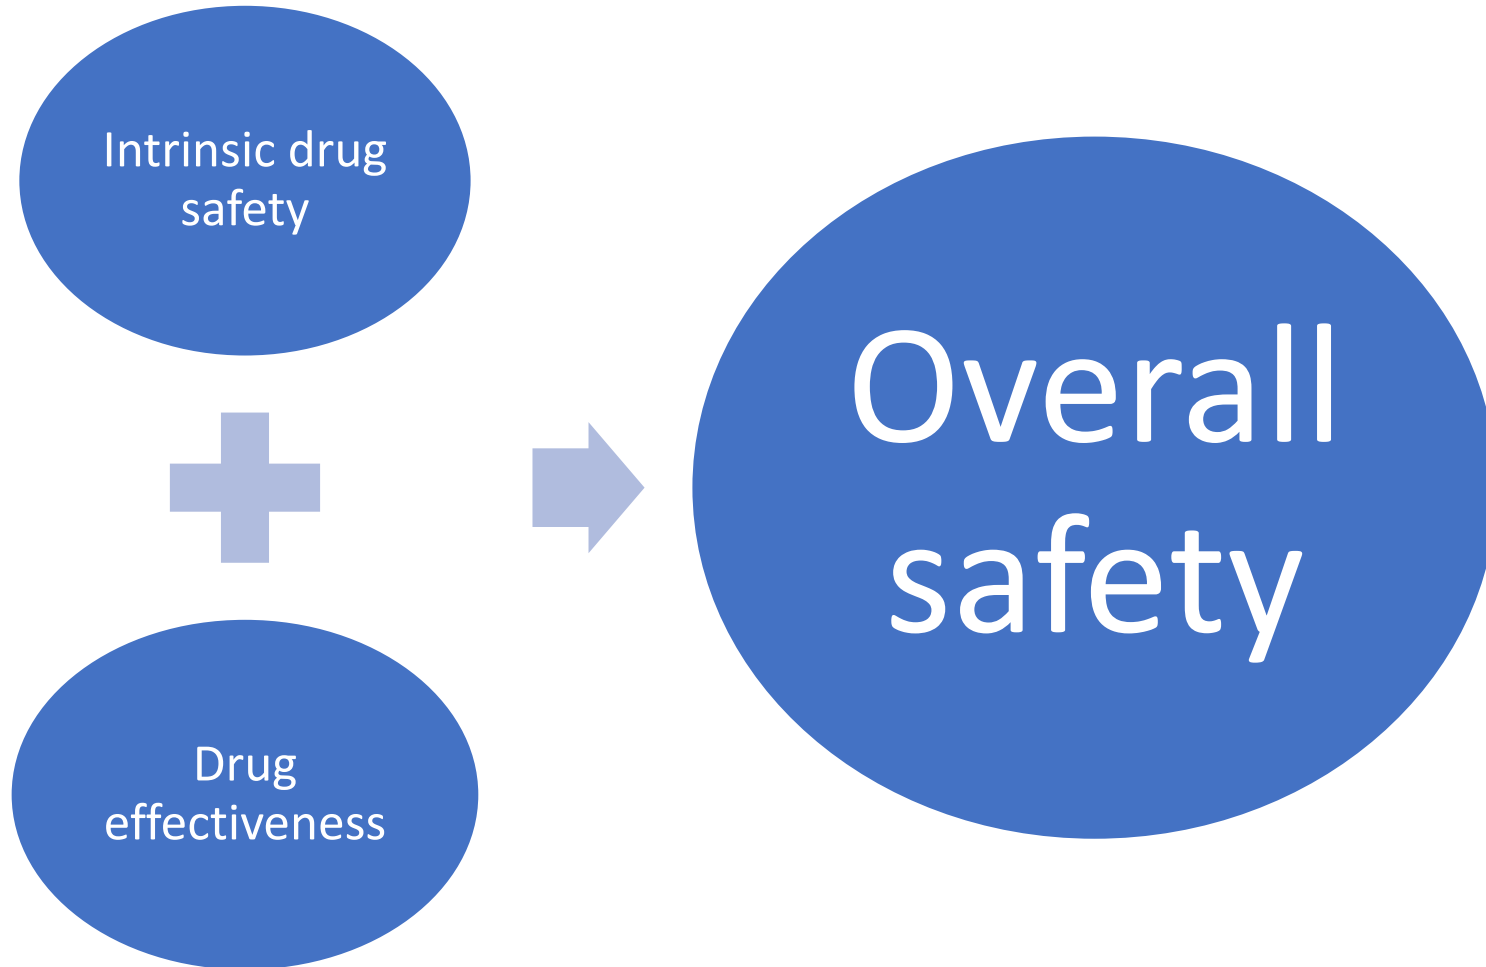 Intrinsic drug
safety
Drug
effectiveness
Overall
safety